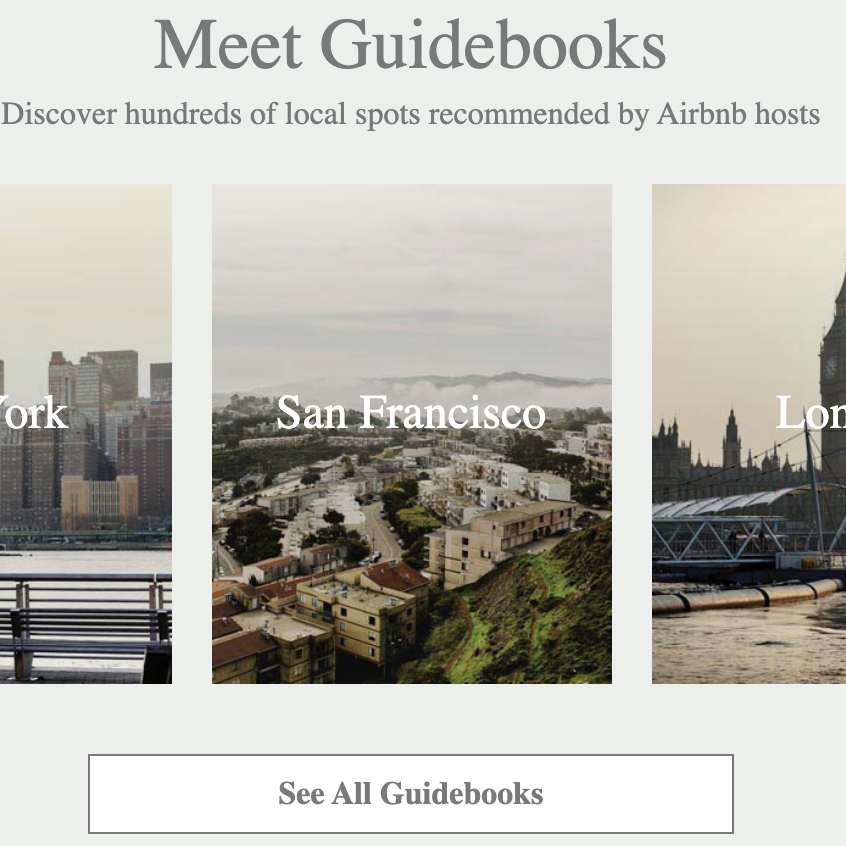 Meet Guidebooks
Discover hundreds of local spots recommended by Airbnb hosts
York
San Francisco
Lon
See All Guidebooks